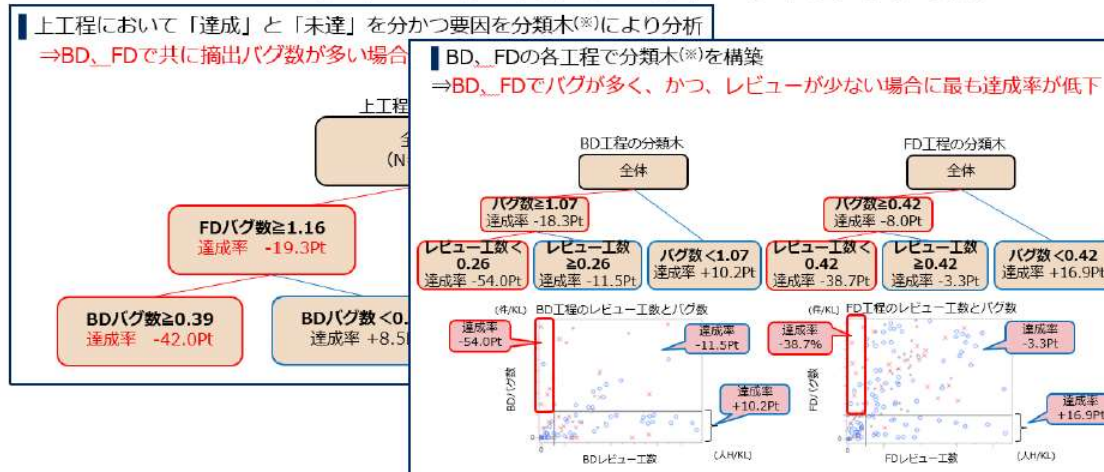 上工程において「達成」と「未達」を分かつ要因を分類木(※)により分析
⇒BD、FDで共に摘出バグ数が多い場合
上工程
(N
FDバグ数≧1.16
達成率 -19.3Pt
BDバグ数≧0.39
達成率 -42.0Pt
BDバグ数<0.
達成率 +8.5
BD、FDの各工程で分類木(※)を構築
⇒BD、FDでバグが多く、かつ、レビューが少ない場合に最も達成率が低下
BD工程の分類木
全体
バグ数≧1.07
達成率 -18.3Pt
レビュー工数<
0.26
達成率 -54.0Pt
レビュー工数
≧0.26
達成率 -11.5Pt
バグ数<1.07
達成率 +10.2Pt
FD工程の分類木
全体
バグ数≧0.42
達成率 -8.0Pt
レビュー工数<
0.42
達成率 -38.7Pt
レビュー工数
≧0.42
達成率 -3.3Pt
バグ数<0.42
達成率 +16.9Pt
(件/KL) BD工程のレビュー工数とバグ数
達成率
-54.0Pt
達成率
-11.5Pt
達成率
+10.2Pt
BDバグ数
0
0
BDレビュー工数
(人H/KL)
(件/KL) FD工程のレビュー工数とバグ数
達成率
-38.7%
達成率
-3.3Pt
達成率
+16.9Pt
FDバグ数
0
0
FDレビュー工数
(人H/KL)